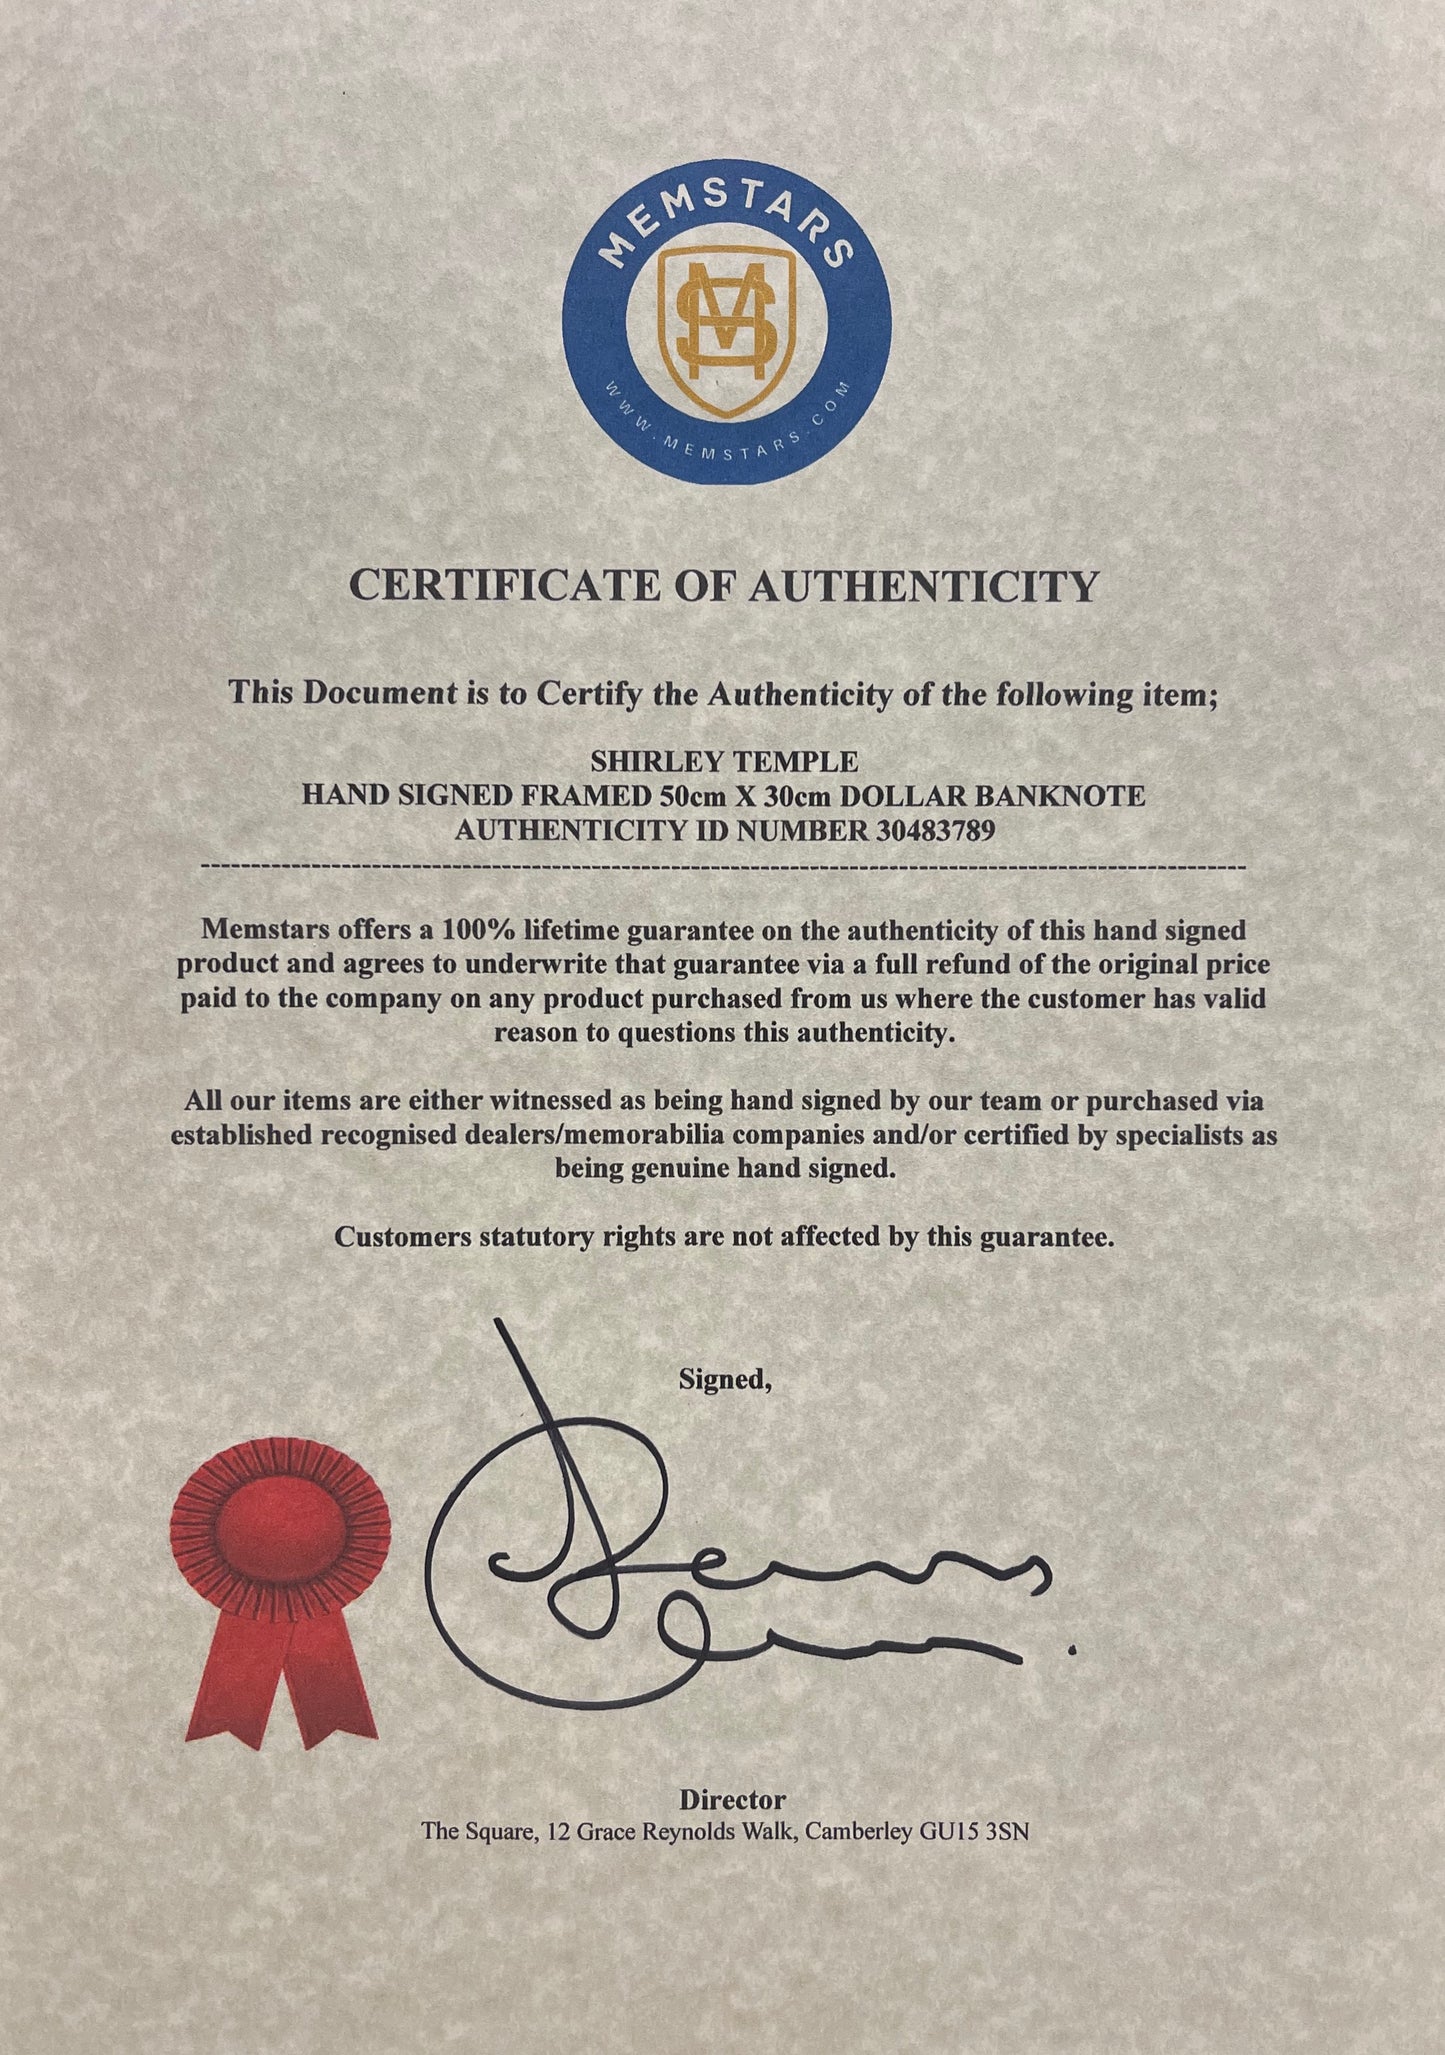 MEMSTARS
WWW.MEMSTARS.COM
CERTIFICATE OF AUTHENTICITY
This Document is to Certify the Authenticity of the following item;
SHIRLEY TEMPLE
HAND SIGNED FRAMED 50cm X 30cm DOLLAR BANKNOTE
AUTHENTICITY ID NUMBER 30483789
Memstars offers a 100% lifetime guarantee on the authenticity of this hand signed
product and agrees to underwrite that guarantee via a full refund of the original price
paid to the company on any product purchased from us where the customer has valid
reason to questions this authenticity.
All our items are either witnessed as being hand signed by our team or purchased via
established recognised dealers/memorabilia companies and/or certified by specialists as
being genuine hand signed.
Customers statutory rights are not affected by this guarantee.
Signed,
Director
The Square, 12 Grace Reynolds Walk, Camberley GU15 3SN